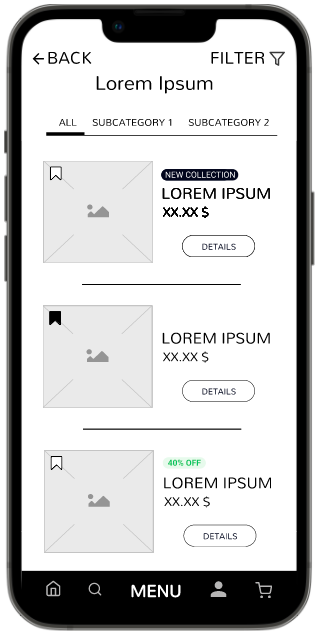 BACK
FILTER
Lorem Ipsum
ALL SUBCATEGORY 1 SUBCATEGORY 2
NEW COLLECTION
LOREM IPSUM
XX.XX $
DETAILS
LOREM IPSUM
XX.XX $
DETAILS
40% OFF
LOREM IPSUM
XX.XX $
DETAILS
MENU